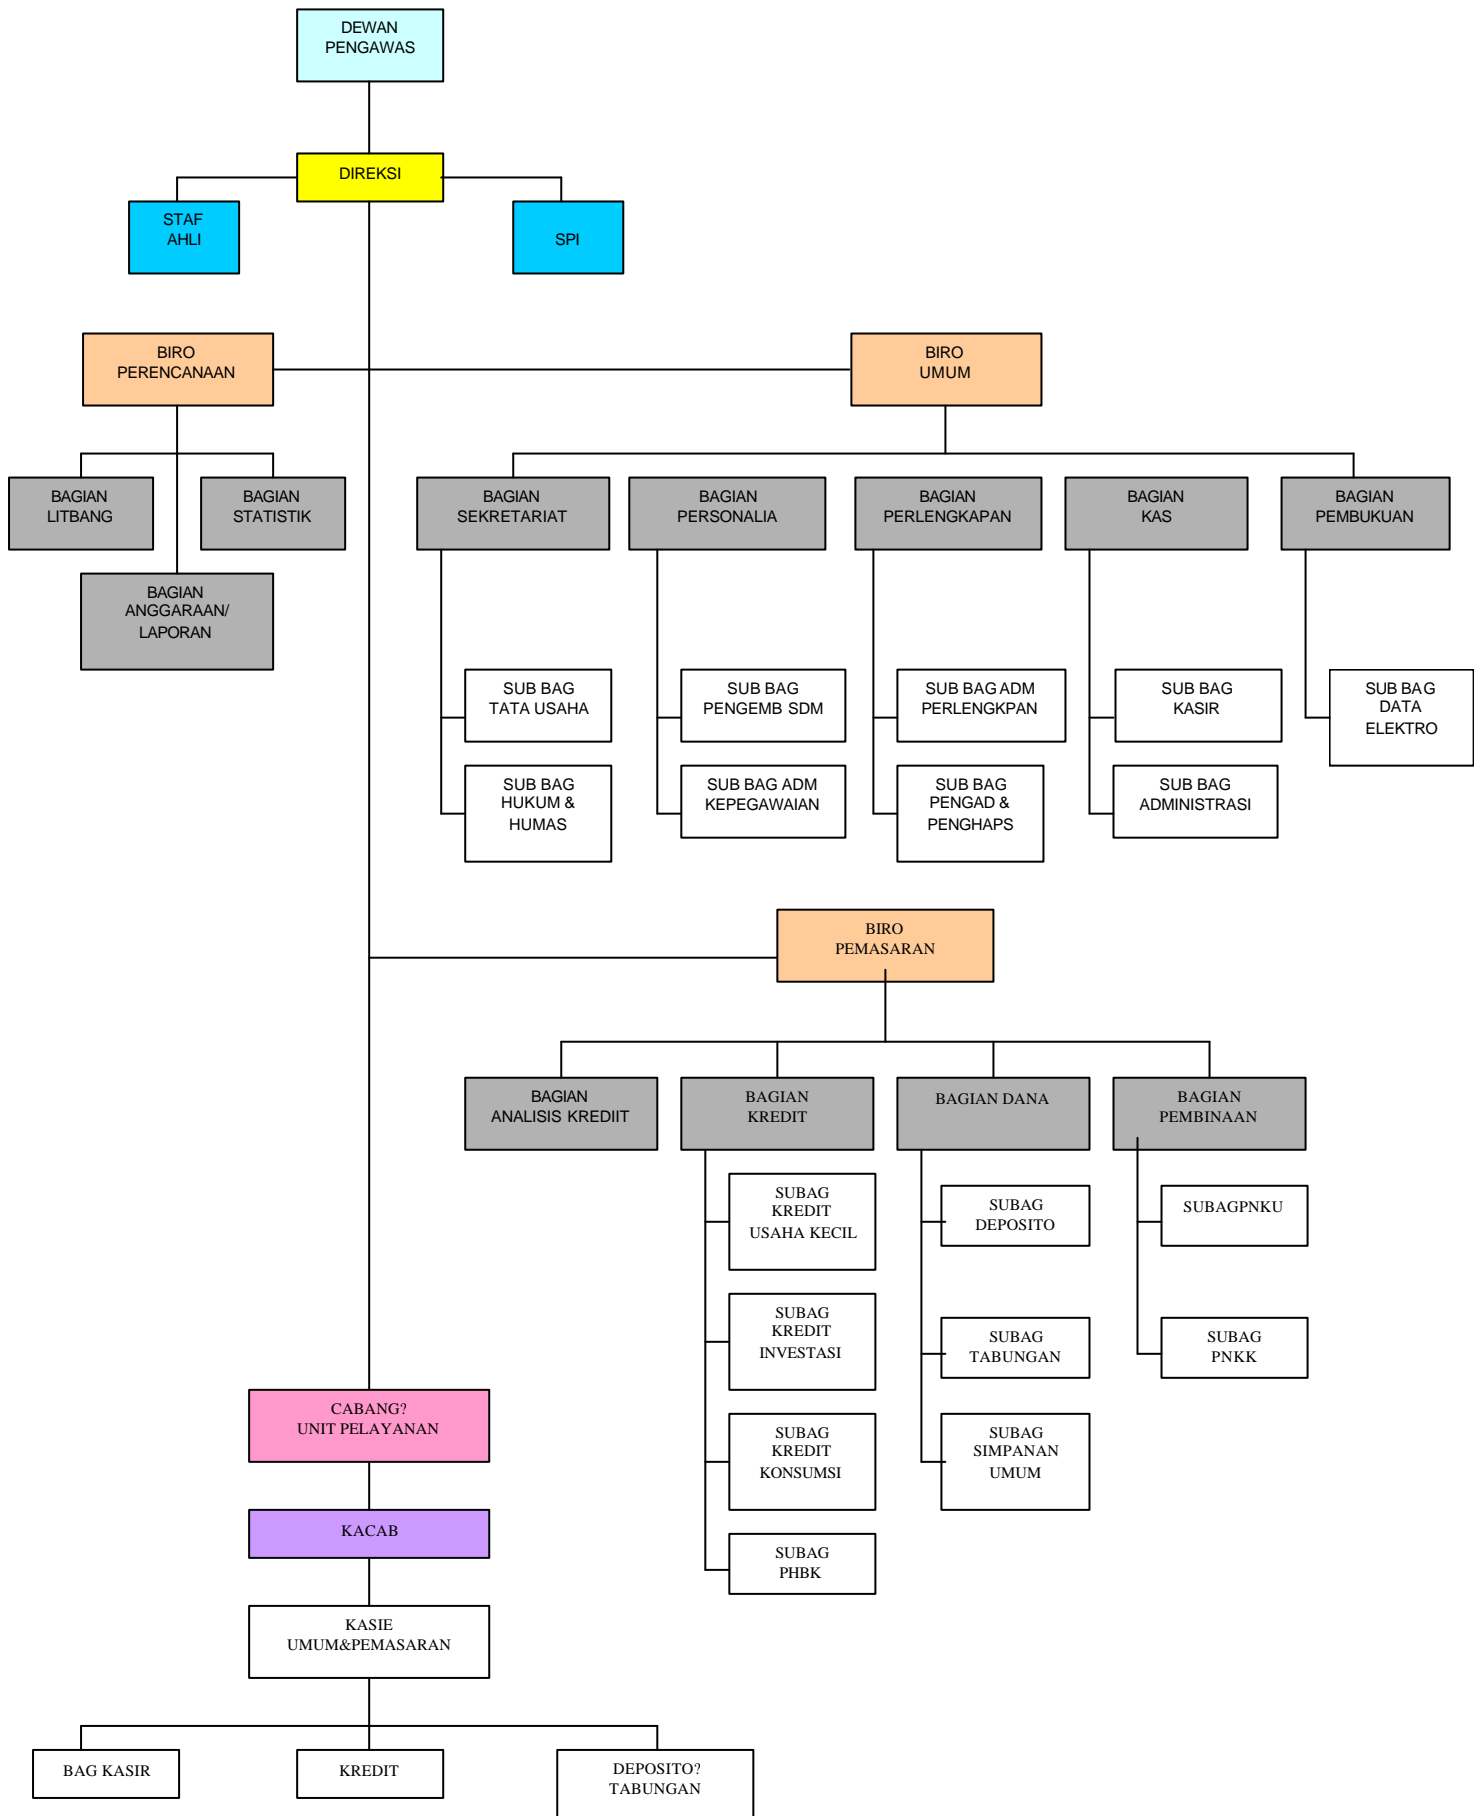 DEWAN
PENGAWAS
DIREKSI
STAF
AHLI
SPI
BIRO
PERENCANAAN
BIRO
UMUM
BAGIAN
LITBANG
BAGIAN
STATISTIK
BAGIAN
ANGGARAAN/
LAPORAN
BAGIAN
SEKRETARIAT
BAGIAN
PERSONALIA
BAGIAN
PERLENGKAPAN
BAGIAN
KAS
BAGIAN
PEMBUKUAN
SUB BAG
TATA USAHA
SUB BAG
PENGEMB SDM
SUB BAG ADM
PERLENGKPAN
SUB BAG
KASIR
SUB BAG
DATA
ELEKTRO
SUB BAG
HUKUM &
HUMAS
SUB BAG ADM
KEPEGAWAIAN
SUB BAG
PENGAD &
PENGHAPS
SUB BAG
ADMINISTRASI
BIRO
PEMASARAN
BAGIAN
ANALISIS KREDIIT
BAGIAN
KREDIT
BAGIAN DANA
BAGIAN
PEMBINAAN
SUBAG
KREDIT
USAHA KECIL
SUBAG
DEPOSITO
SUBAGPNKU
SUBAG
KREDIT
INVESTASI
SUBAG
TABUNGAN
SUBAG
PNKK
SUBAG
KREDIT
KONSUMSI
SUBAG
SIMPANAN
UMUM
SUBAG
PHBK
CABANG?
UNIT PELAYANAN
KACAB
KASIE
UMUM&PEMASARAN
BAG KASIR
KREDIT
DEPOSITO?
TABUNGAN